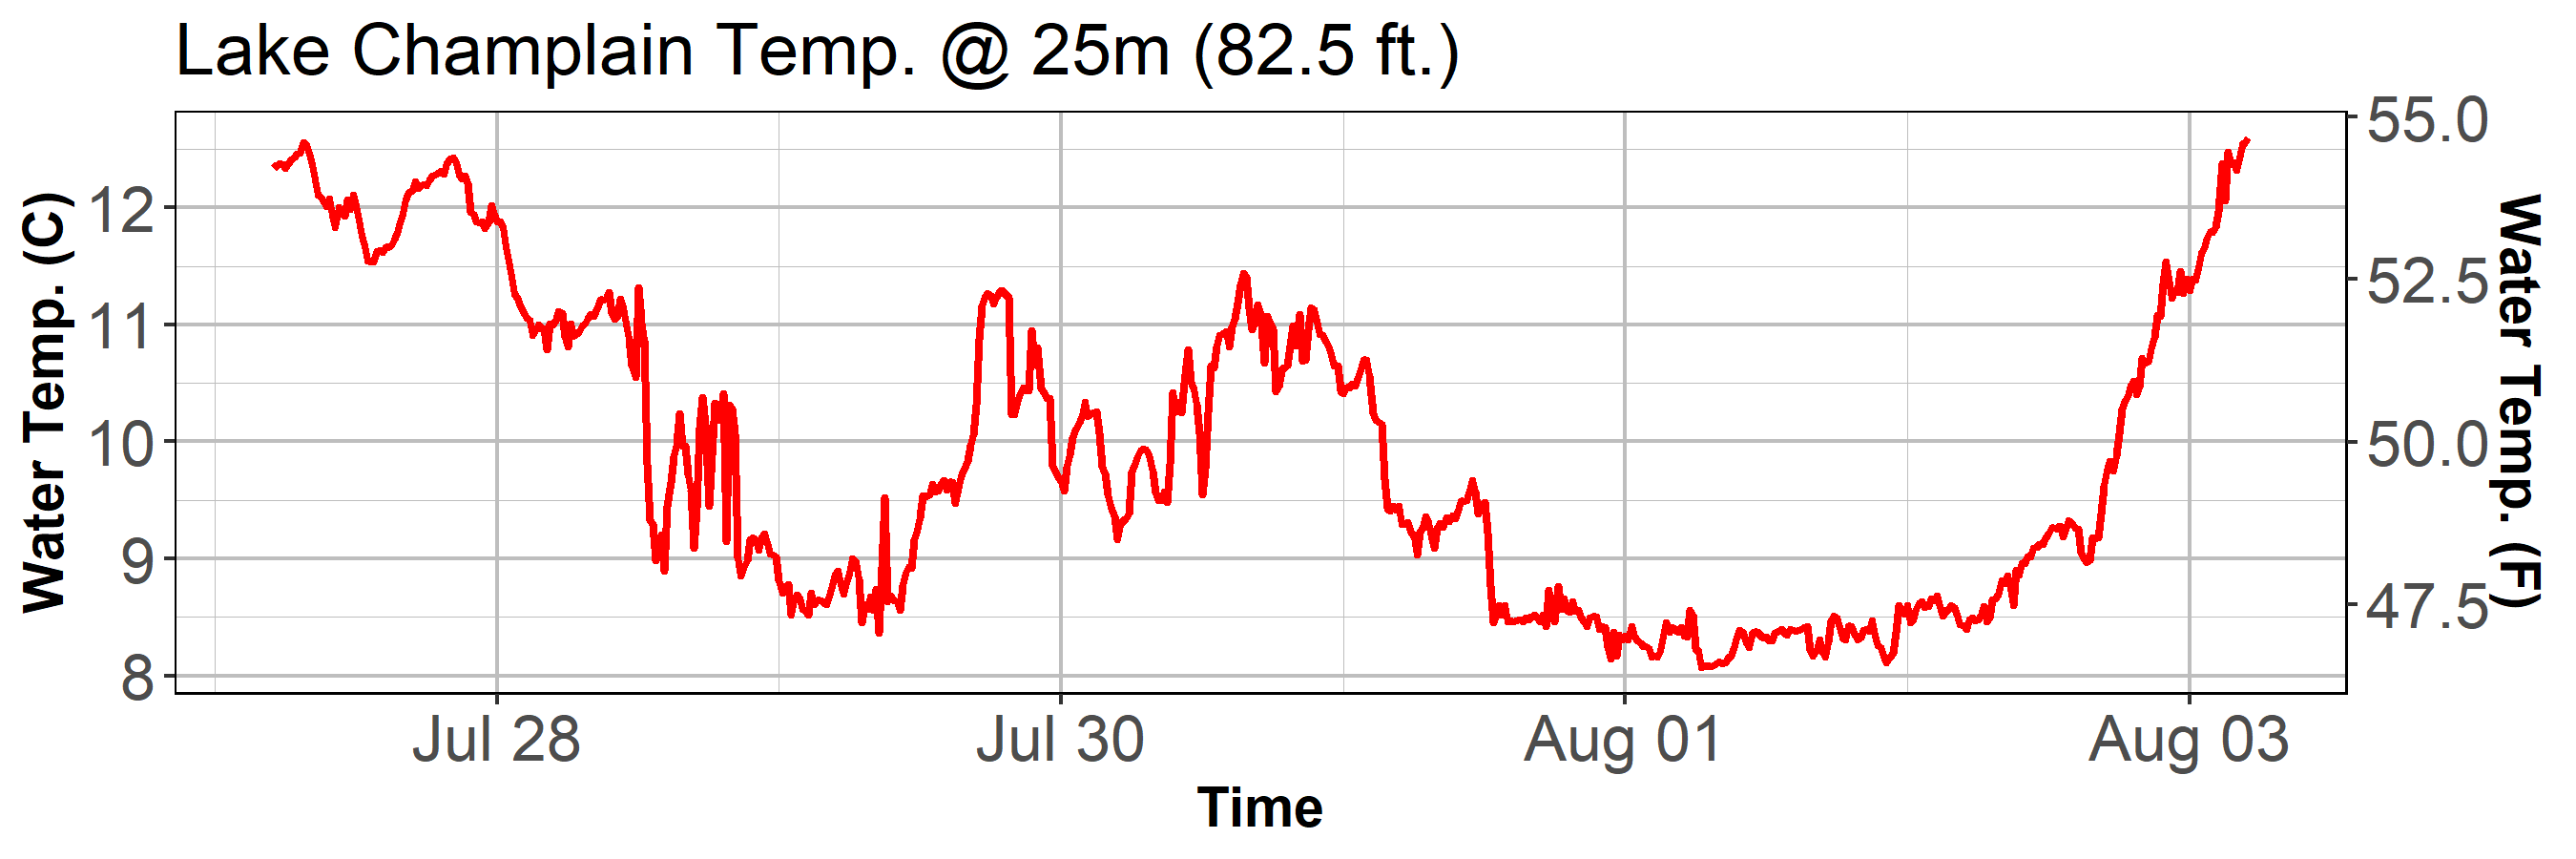 Lake Champlain Temp. @ 25m (82.5 ft.)
Water Temp. (C)
12
11
10
9
8
55.0
52.5
50.0
47.5
Water Temp. (F)
Jul 28 Jul 30 Aug 01 Aug 03
Time